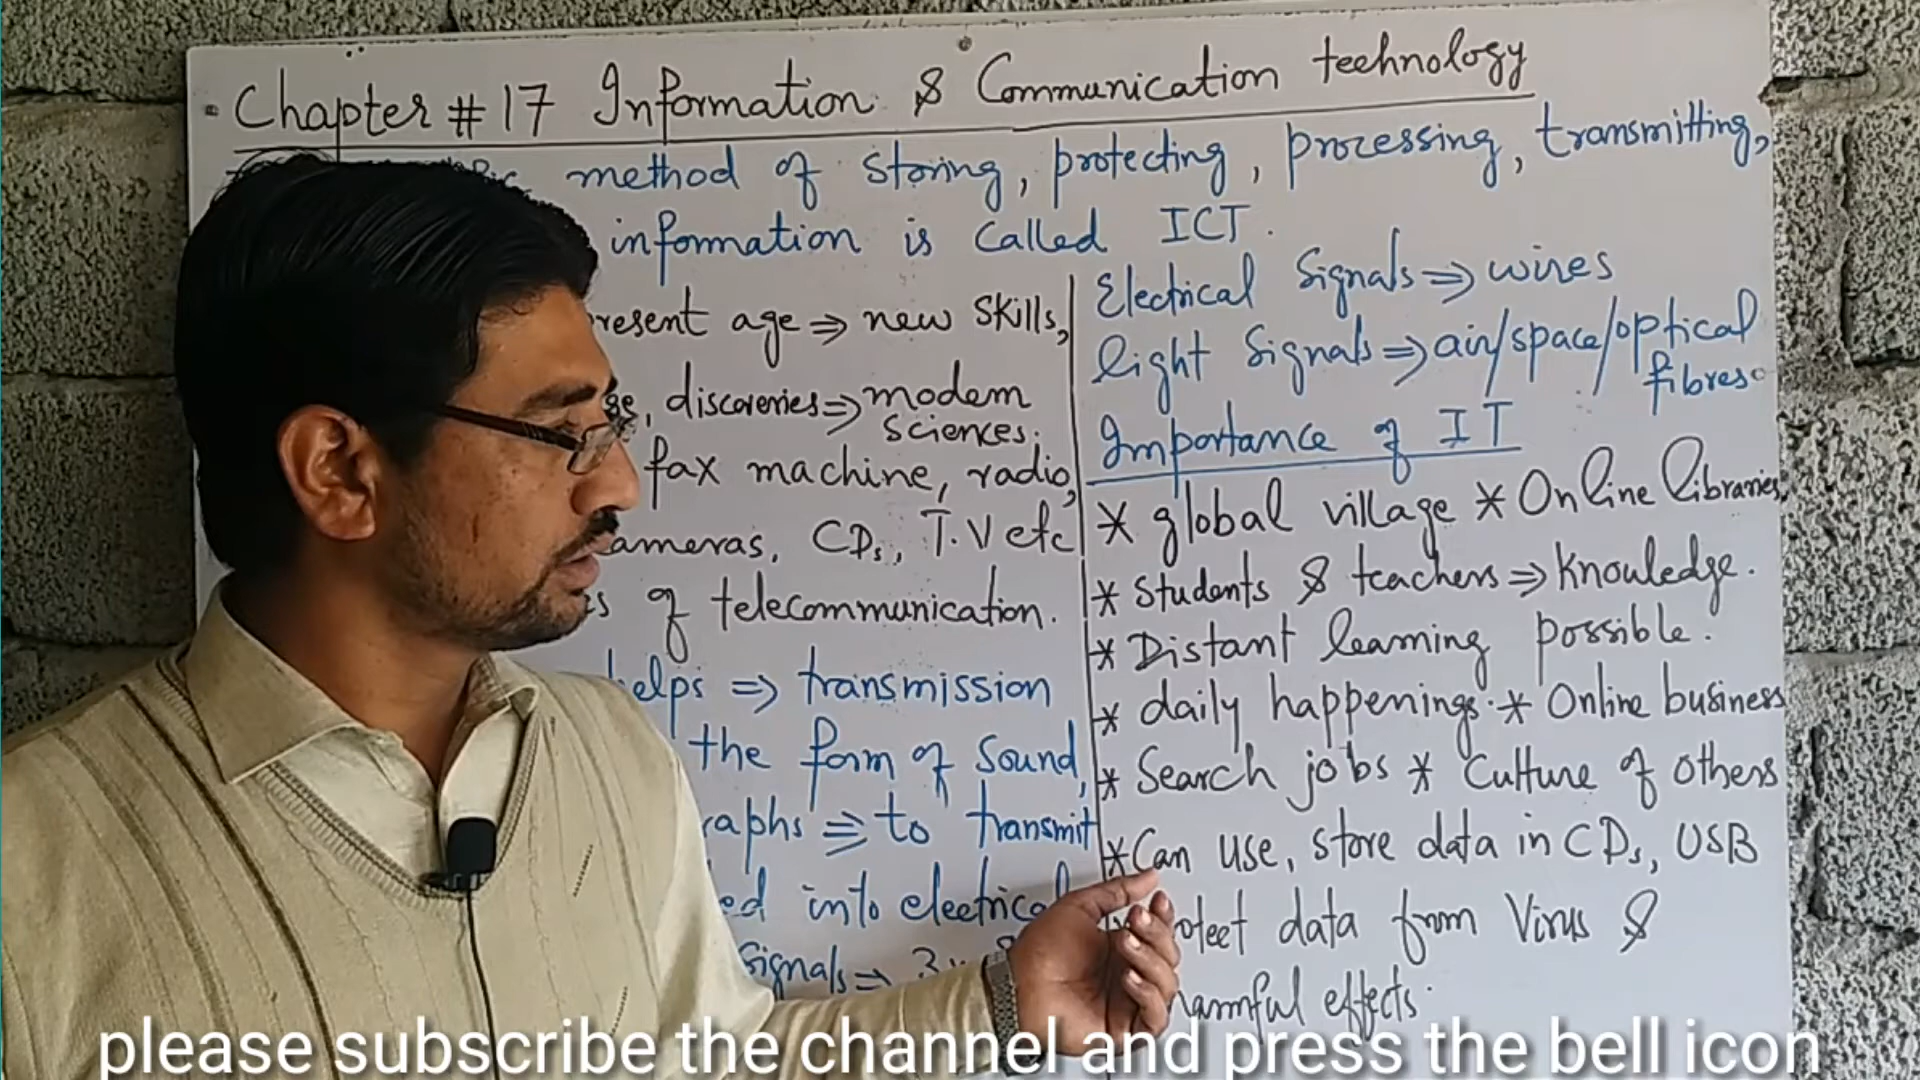 Chapter # 17 Information & Communication technology
method of storing, protecting, processing, transmitting,
information is called ICT.
resent age ⇒ new skills,
discoveries ⇒ modern
sciences.
fax machine, radio,
ameras, CDs, T.V etc
of telecommunication.
elps ⇒ transmission
the form of sound,
raphs ⇒ to transmit
ed into electrical
signals ⇒
Electrical signals ⇒ wires
light signals ⇒ air/space/optical
fibres.
Importance of IT
* global village * Online libraries,
* Students & teachers ⇒ Knowledge.
* Distant learning possible.
* daily happenings. * Online business
* Search jobs * Culture of others
* Can use, store data in CDs, USB
otect data from Virus &
harmful effects.
please subscribe the channel and press the bell icon